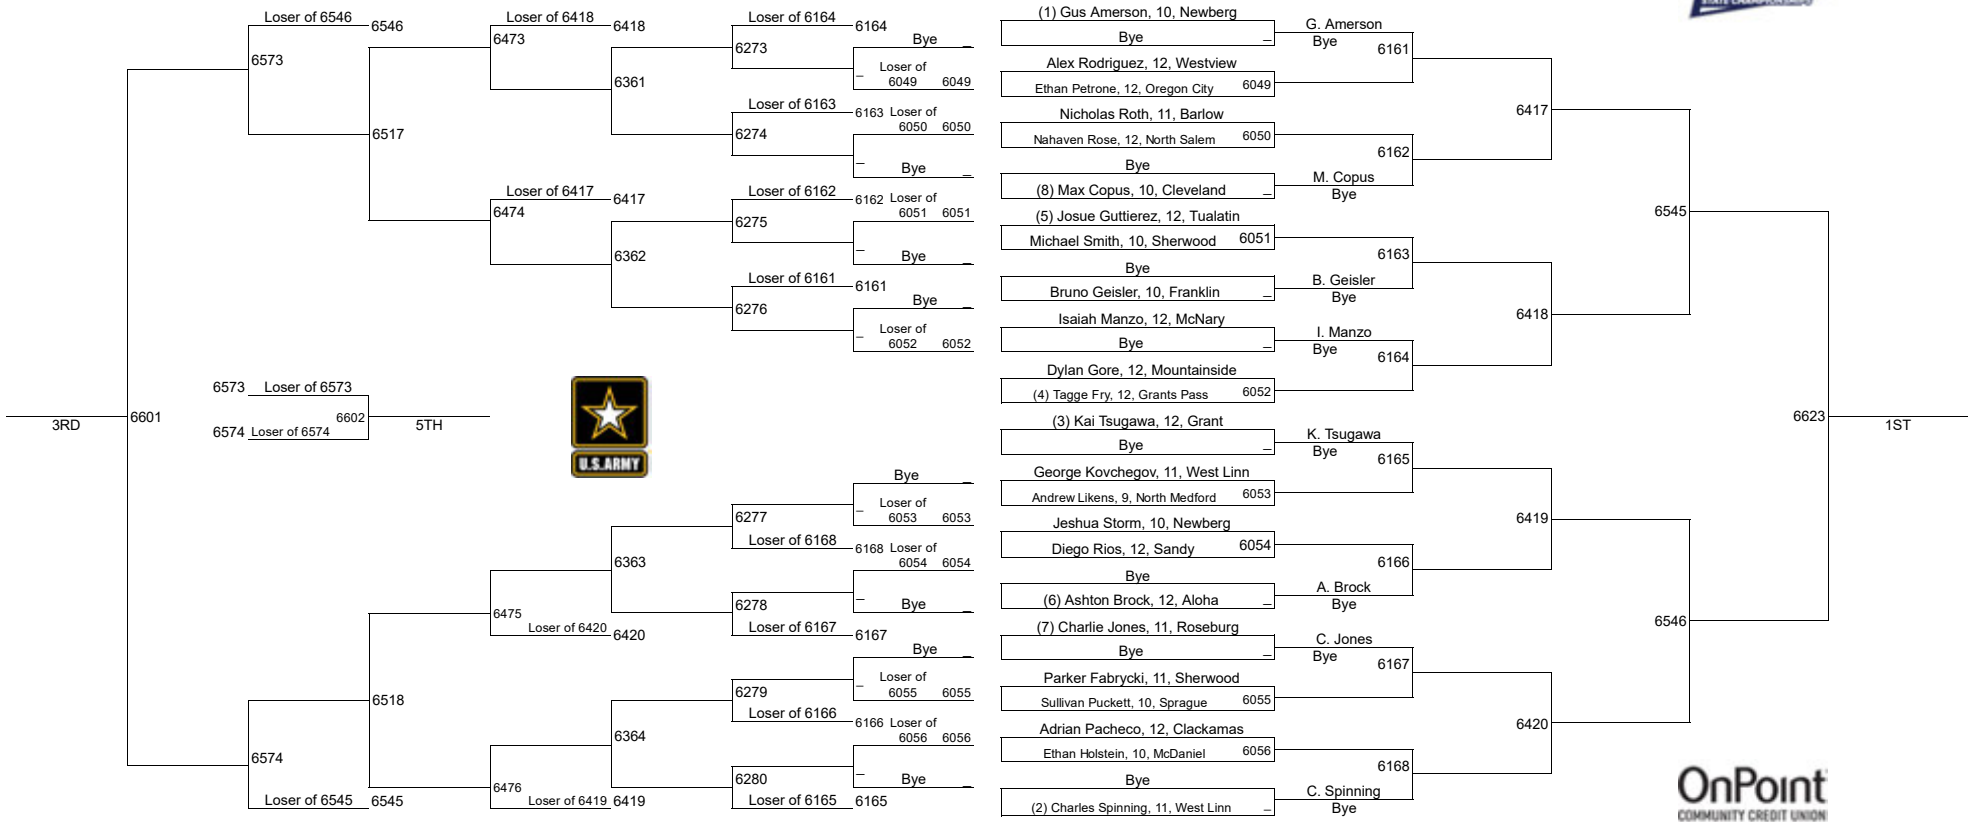 STATE CHAMPIONSHIPS
Loser of 6546
6546
6573
Loser of 6418
6418
6473
Loser of 6164
6164
6273
Bye _
_ Loser of
6049 6049
6361
Loser of 6163
6163 Loser of
6050 6050
6274
_
Bye _
6517
Loser of 6417
6417
6474
Loser of 6162
6162 Loser of
6051 6051
6275
_
Bye _
6362
Loser of 6161
6161
Bye _
6276
_ Loser of
6052 6052
6573 Loser of 6573
6602
6574 Loser of 6574
5TH
3RD
6601
U.S.ARMY
Bye _
_ Loser of
6053 6053
6277
Loser of 6168
6168 Loser of
6054 6054
6363
6278
_
Bye _
Loser of 6167
6167
6475
Loser of 6420
6420
Bye _
_ Loser of
6055 6055
6279
Loser of 6166
6166 Loser of
6056 6056
6518
6364
6280
_
Bye _
Loser of 6165
6165
6574
6476
Loser of 6419
6419
Loser of 6545
6545
(1) Gus Amerson, 10, Newberg
Bye _
G. Amerson
Bye
6161
Alex Rodriguez, 12, Westview
Ethan Petrone, 12, Oregon City 6049
6417
Nicholas Roth, 11, Barlow
Nahaven Rose, 12, North Salem 6050
6162
Bye
(8) Max Copus, 10, Cleveland _
M. Copus
Bye
6545
(5) Josue Guttierez, 12, Tualatin
Michael Smith, 10, Sherwood 6051
6163
Bye
Bruno Geisler, 10, Franklin _
B. Geisler
Bye
6418
Isaiah Manzo, 12, McNary
Bye _
I. Manzo
Bye
6164
Dylan Gore, 12, Mountainside
(4) Tagge Fry, 12, Grants Pass 6052
6623
1ST
(3) Kai Tsugawa, 12, Grant
Bye _
K. Tsugawa
Bye
6165
George Kovchegov, 11, West Linn
Andrew Likens, 9, North Medford 6053
6419
Jeshua Storm, 10, Newberg
Diego Rios, 12, Sandy 6054
6166
Bye
(6) Ashton Brock, 12, Aloha _
A. Brock
Bye
6546
(7) Charlie Jones, 11, Roseburg
Bye _
C. Jones
Bye
6167
Parker Fabrycki, 11, Sherwood
Sullivan Puckett, 10, Sprague 6055
6420
Adrian Pacheco, 12, Clackamas
Ethan Holstein, 10, McDaniel 6056
6168
Bye
(2) Charles Spinning, 11, West Linn _
C. Spinning
Bye
OnPoint
COMMUNITY CREDIT UNION